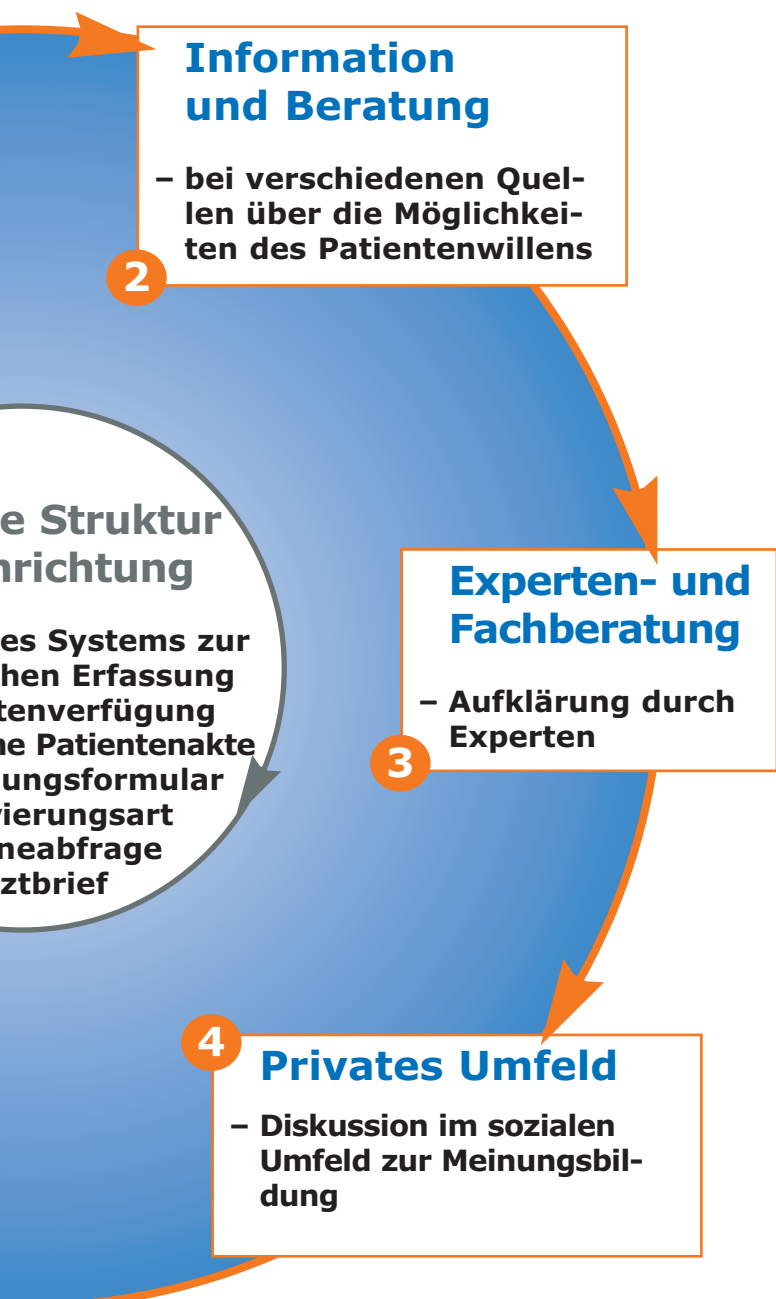 Information
und Beratung
– bei verschiedenen Quel-
len über die Möglichkei-
ten des Patientenwillens
2
e Struktur
richtung
es Systems zur
hen Erfassung
tenverfügung
ne Patientenakte
ungsformular
vierungsart
neabfrage
ztbrief
Experten- und
Fachberatung
– Aufklärung durch
Experten
3
4
Privates Umfeld
– Diskussion im sozialen
Umfeld zur Meinungsbil-
dung